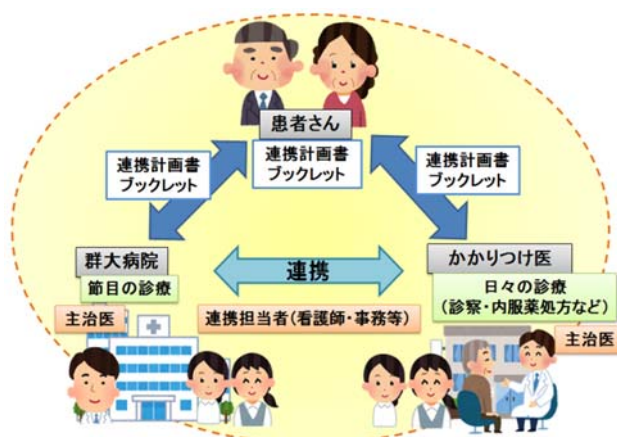 患者さん
連携計画書
ブックレット
連携計画書
ブックレット
連携計画書
ブックレット
群大病院
節目の診療
主治医
連携
連携担当者(看護師・事務等)
かかりつけ医
日々の診療
(診察・内服薬処方など)
主治医